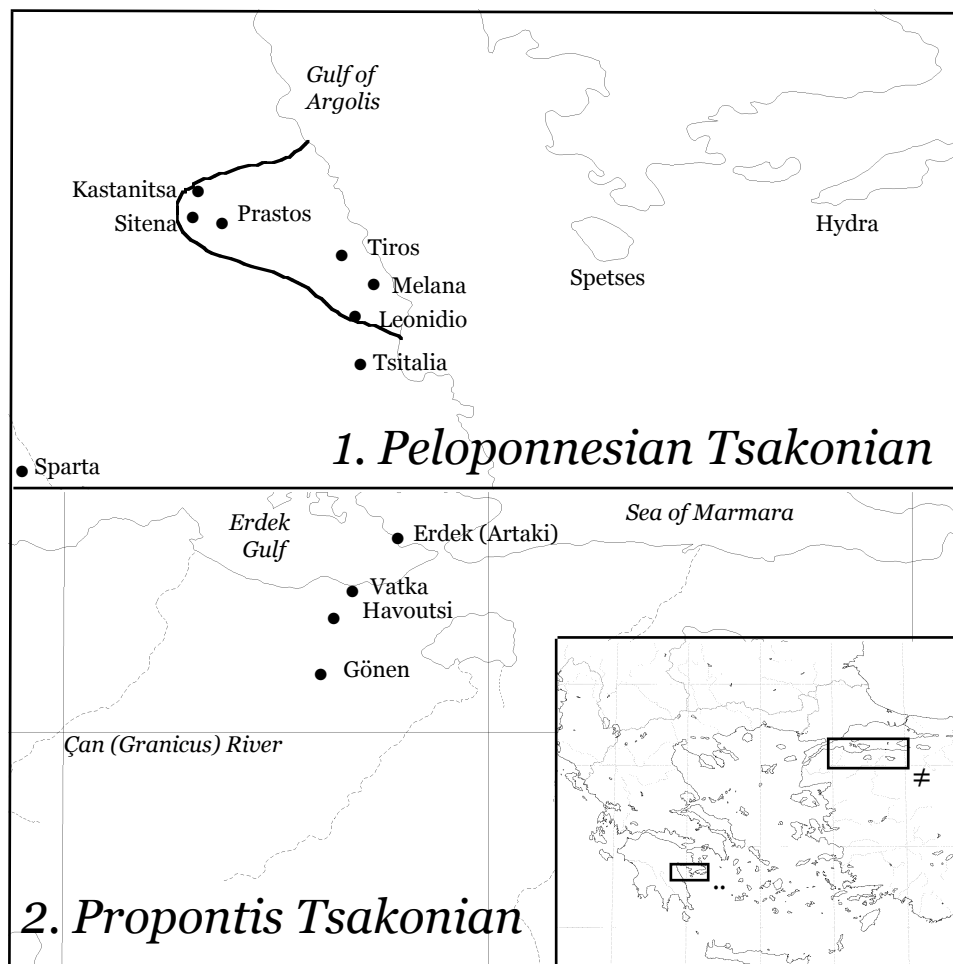 Gulf of
Argolis
Kastanitsa
Sitena
Prastos
Hydra
Tiros
Spetses
Melana
Leonidio
Tsitalia
1. Peloponnesian Tsakonian
Sparta
Erdek
Gulf
Sea of Marmara
Erdek (Artaki)
Vatka
Havoutsi
Gönen
Çan (Granicus) River
≠
..
2. Propontis Tsakonian